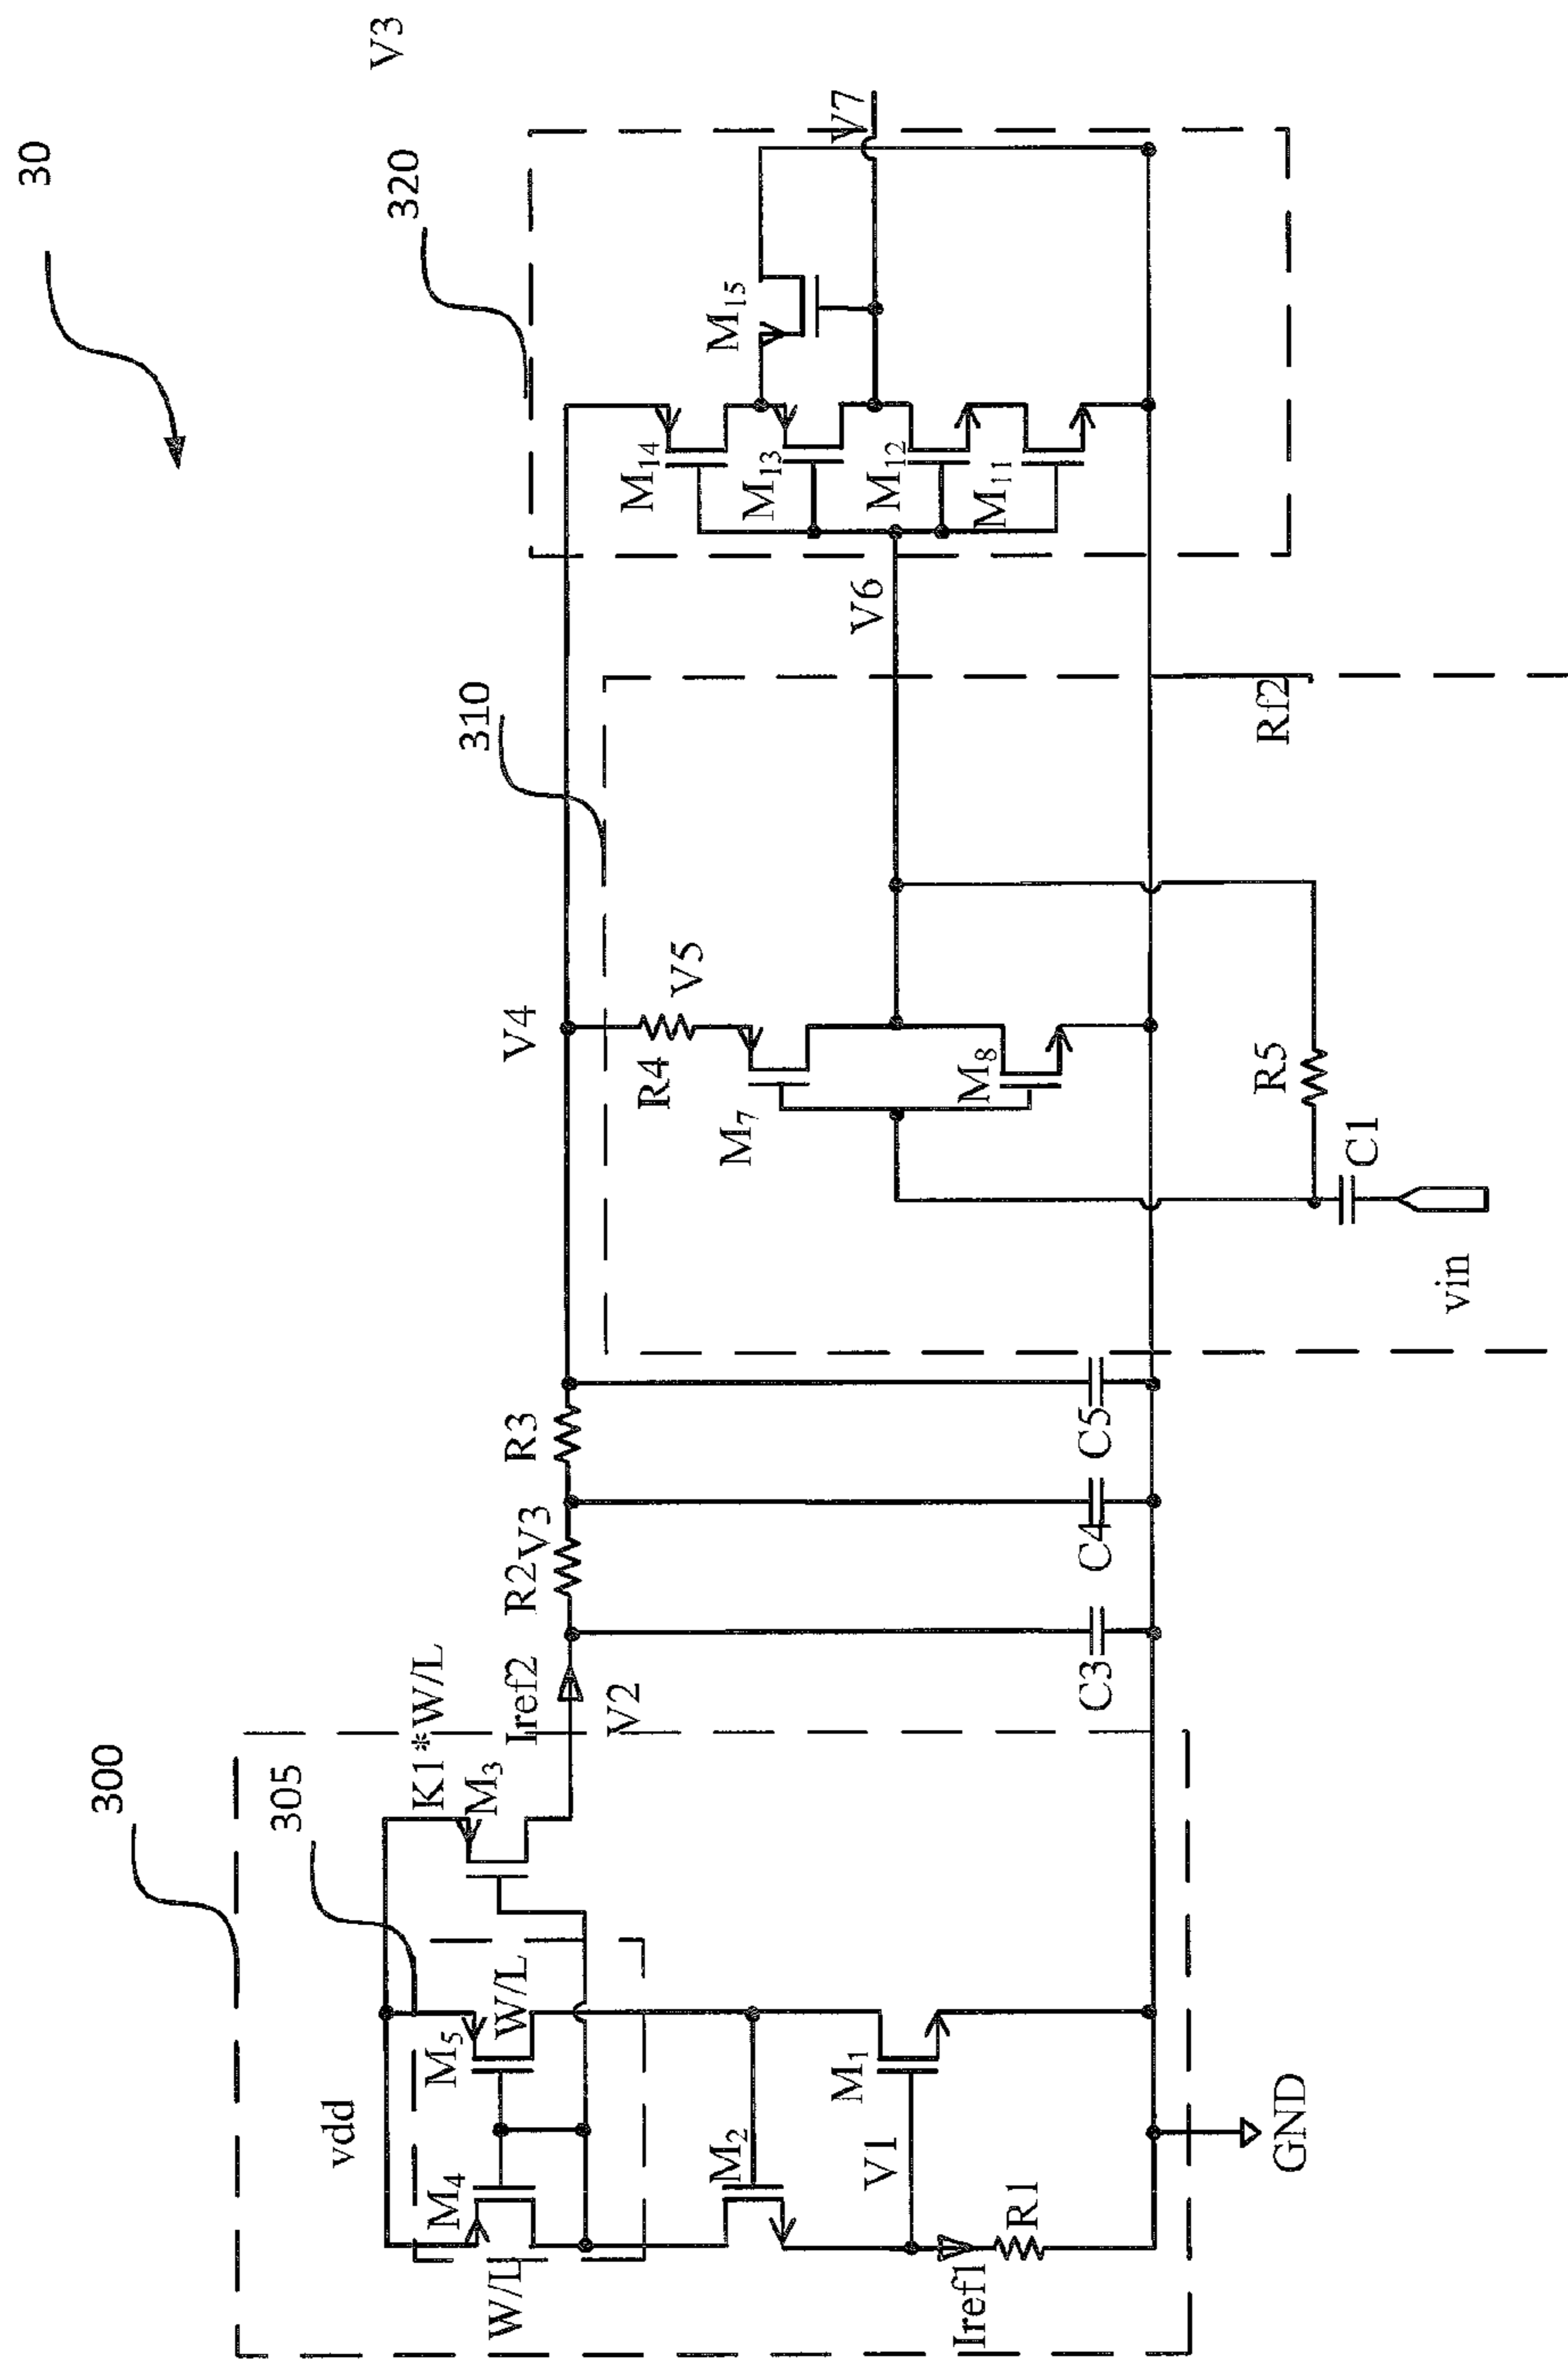 30
V3
320
V7
M15
M14
M13
M12
M11
V6
310
Rf2
V4
V5
R4
M7
M8
R5
C1
vin
R3
V3
R2
C5
C4
C3
Iref2
V2
K1*W/L
M3
300
305
W/L
M5
vdd
M4
W/L
M2
M1
V1
R1
Iref1
GND